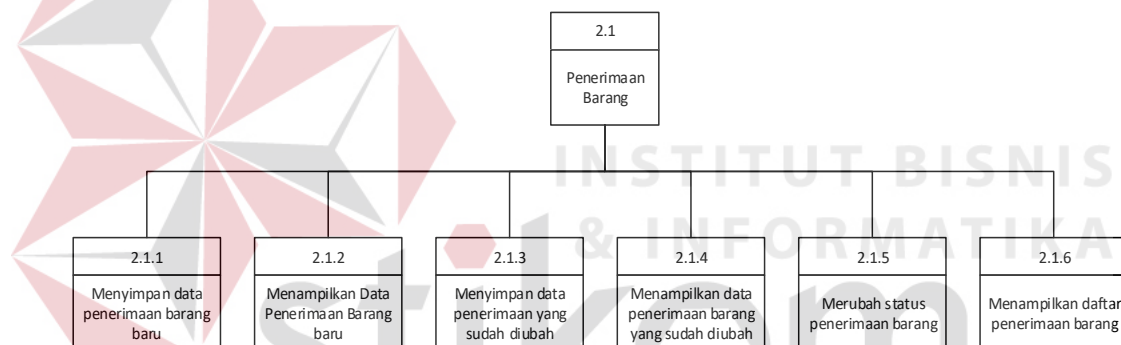 2.1
Penerimaan
Barang
INSTITUT BISNIS
& INFORMATIKA
stikom
2.1.1
Menyimpan data
penerimaan barang
baru
2.1.2
Menampilkan Data
Penerimaan Barang
baru
2.1.3
Menyimpan data
penerimaan yang
sudah diubah
2.1.4
Menampilkan data
penerimaan barang
yang sudah diubah
2.1.5
Merubah status
penerimaan barang
2.1.6
Menampilkan daftar
penerimaan barang